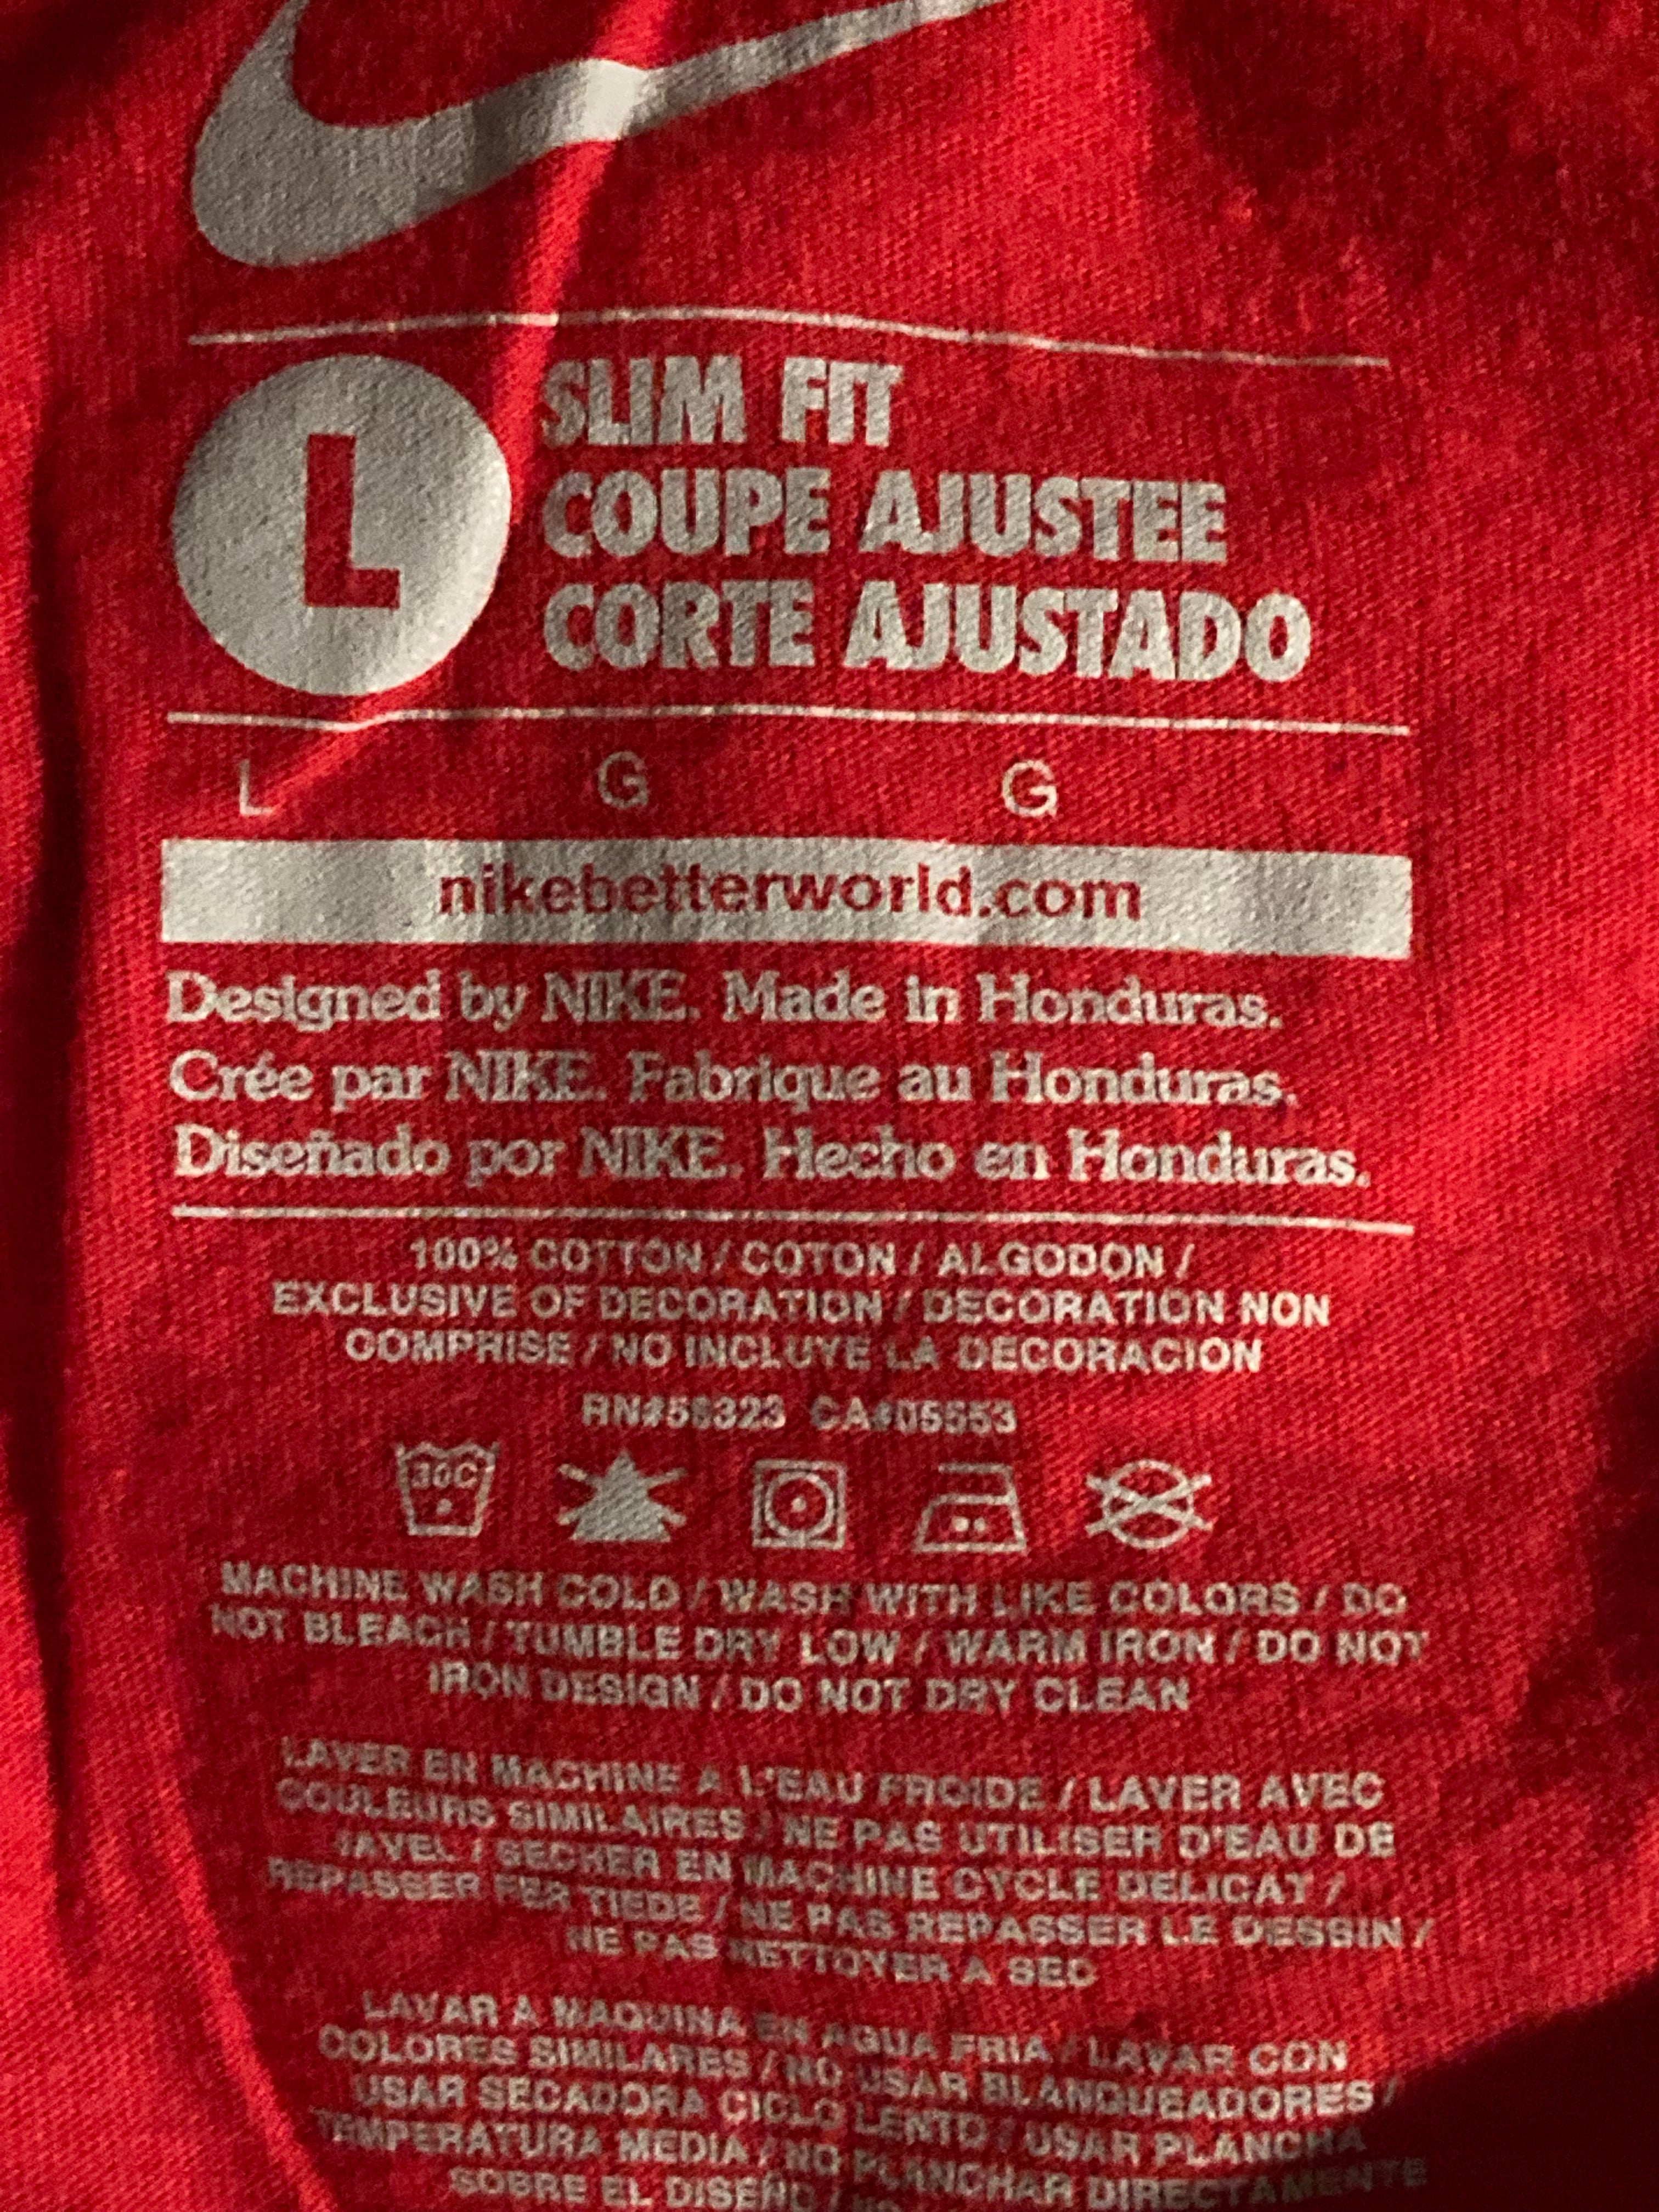 L
SLIM FIT
COUPE AJUSTEE
CORTE AJUSTADO
L G G
nikebetterworld.com
Designed by NIKE. Made in Honduras.
Crée par NIKE. Fabrique au Honduras.
Diseñado por NIKE. Hecho en Honduras.
100% COTTON / COTON / ALGODON /
EXCLUSIVE OF DECORATION / DECORATION NON
COMPRISE / NO INCLUYE LA DECORACION
RN#56323 CA#05553
30C
MACHINE WASH COLD / WASH WITH LIKE COLORS / DO
NOT BLEACH / TUMBLE DRY LOW / WARM IRON / DO NOT
IRON DESIGN / DO NOT DRY CLEAN
LAVER EN MACHINE A L'EAU FROIDE / LAVER AVEC
COULEURS SIMILAIRES / NE PAS UTILISER D'EAU DE
JAVEL / SECHER EN MACHINE CYCLE DELICAT /
REPASSER FER TIEDE / NE PAS REPASSER LE DESSIN /
NE PAS NETTOYER A SEC
LAVAR A MAQUINA EN AGUA FRIA / LAVAR CON
COLORES SIMILARES / NO USAR BLANQUEADORES /
USAR SECADORA CICLO LENTO / USAR PLANCHA
TEMPERATURA MEDIA / NO PLANCHAR DIRECTAMENTE
SOBRE EL DISEÑO /